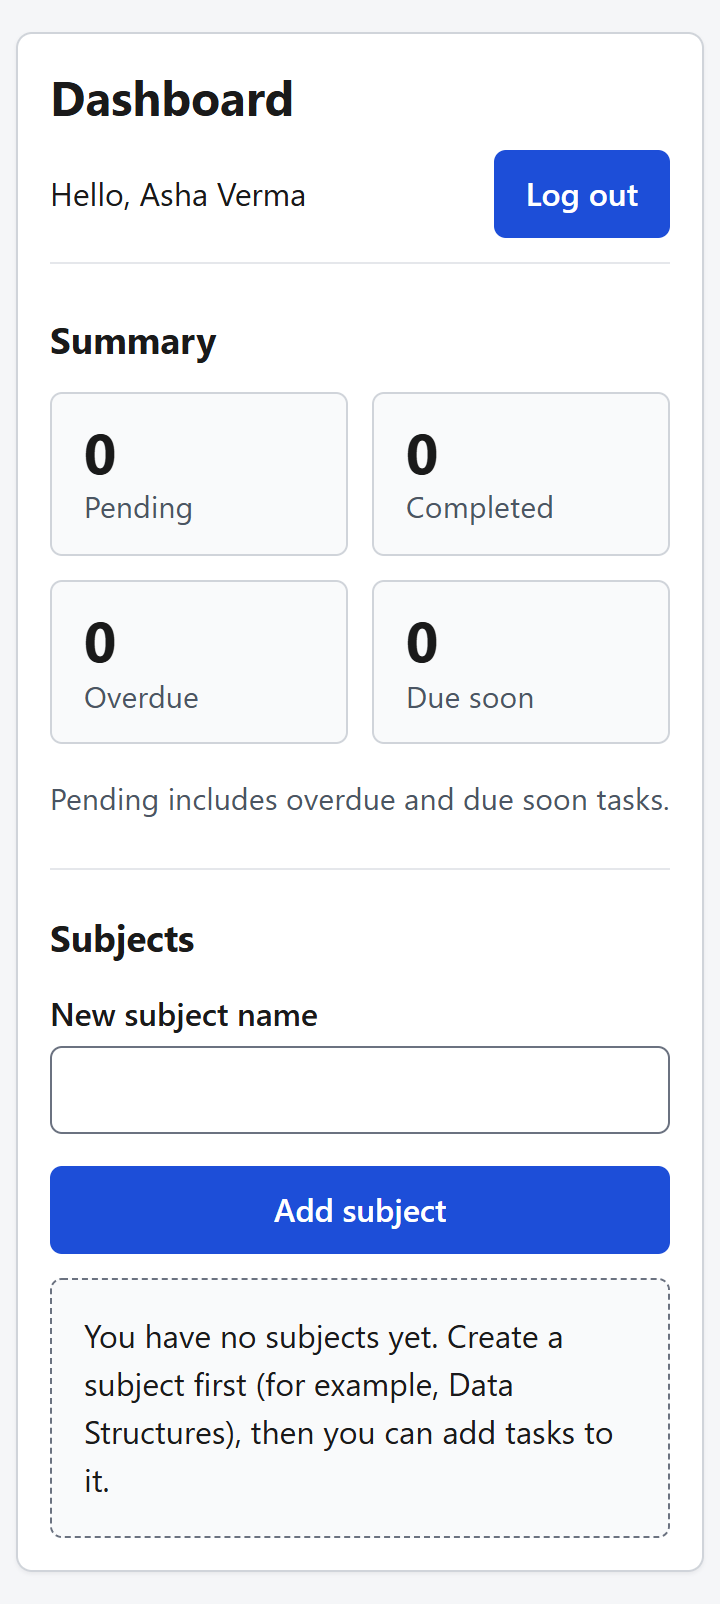 Dashboard
Hello, Asha Verma
Log out
Summary
0
Pending
0
Completed
0
Overdue
0
Due soon
Pending includes overdue and due soon tasks.
Subjects
New subject name
Add subject
You have no subjects yet. Create a
subject first (for example, Data
Structures), then you can add tasks to
it.